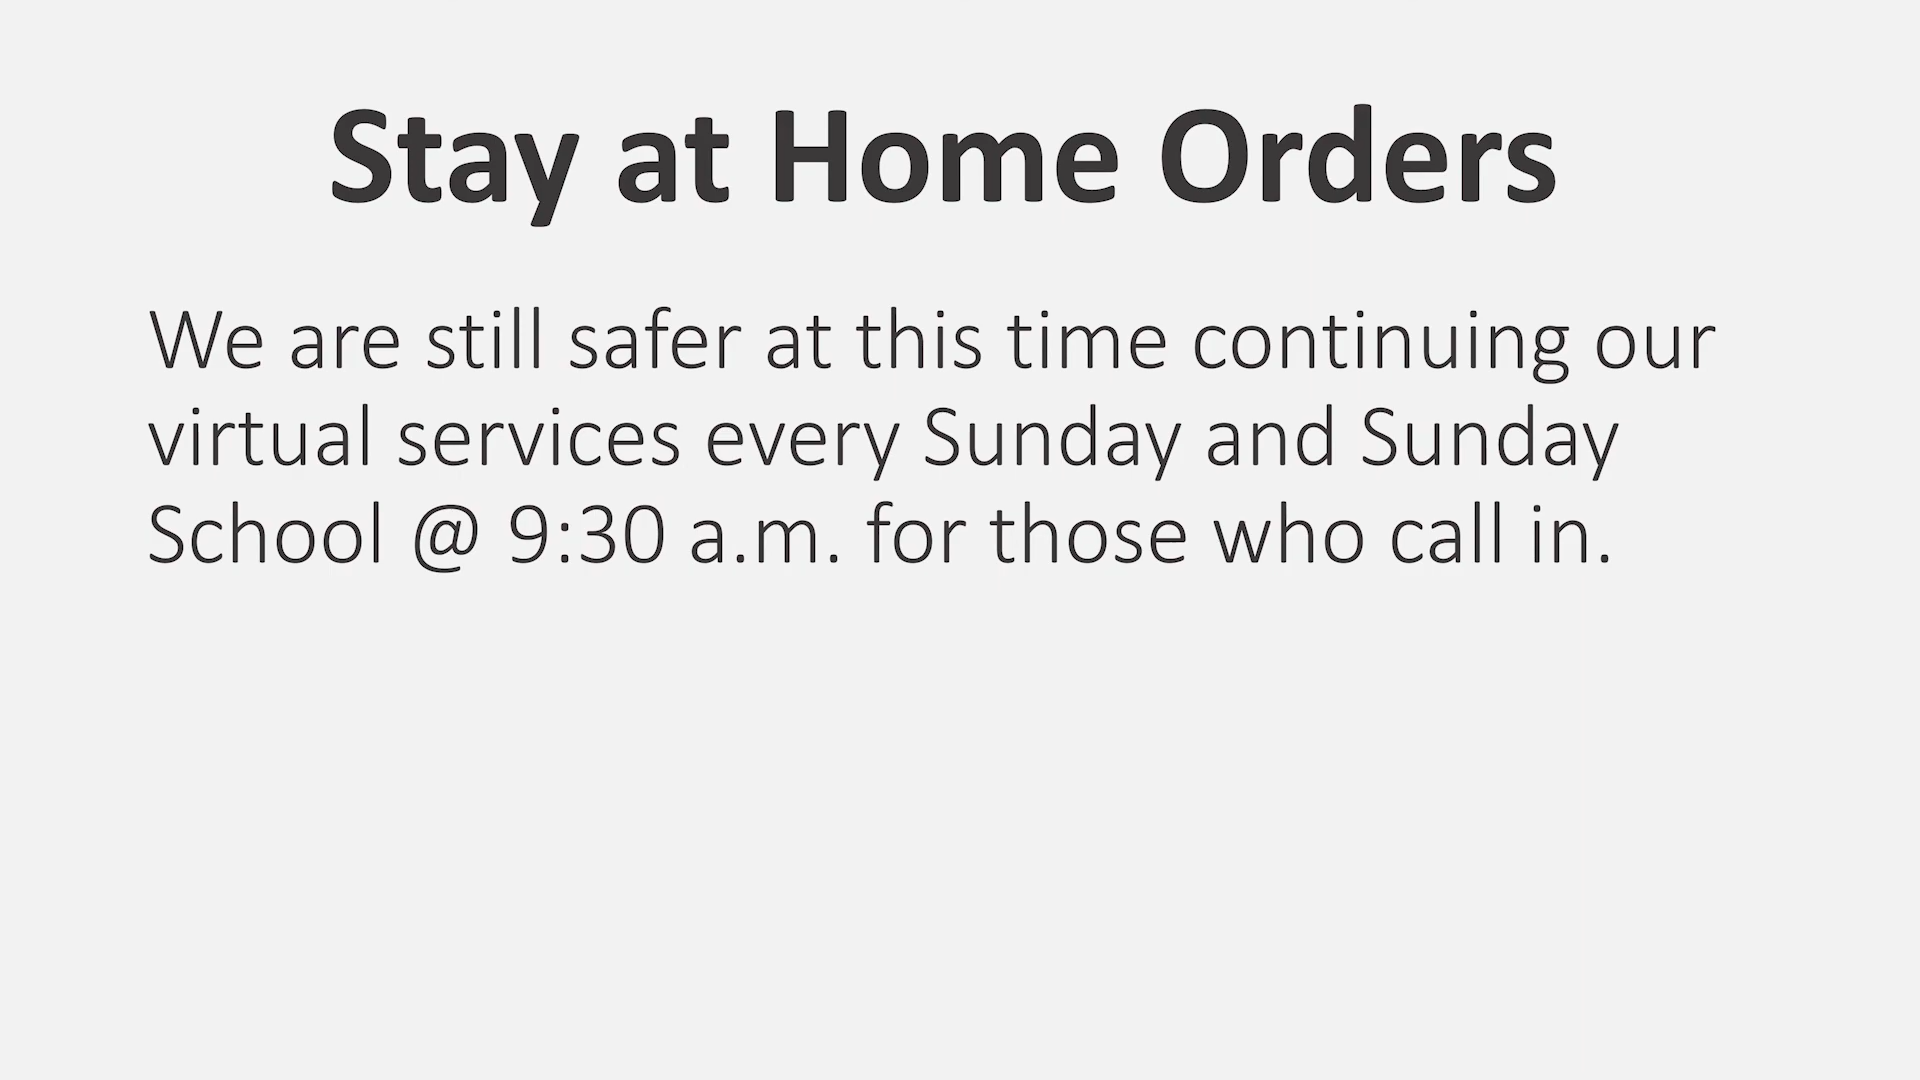 Stay at Home Orders
We are still safer at this time continuing our
virtual services every Sunday and Sunday
School @ 9:30 a.m. for those who call in.